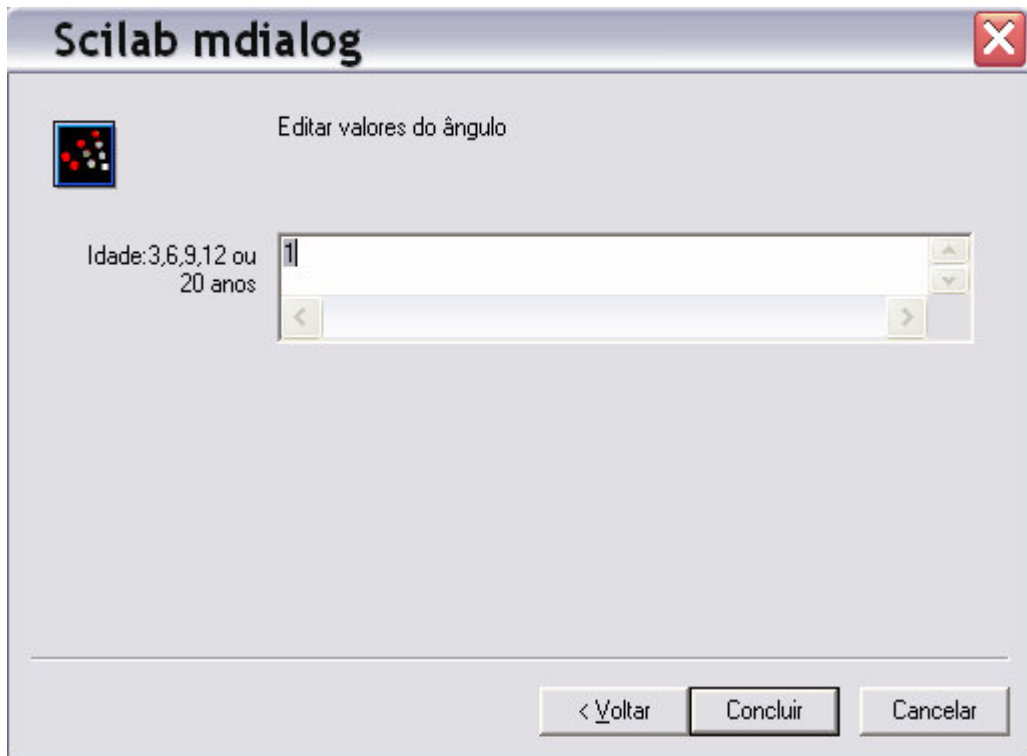 Scilab mdialog
Editar valores do ângulo
Idade:3,6,9,12 ou
20 anos
1
< Voltar
Concluir
Cancelar